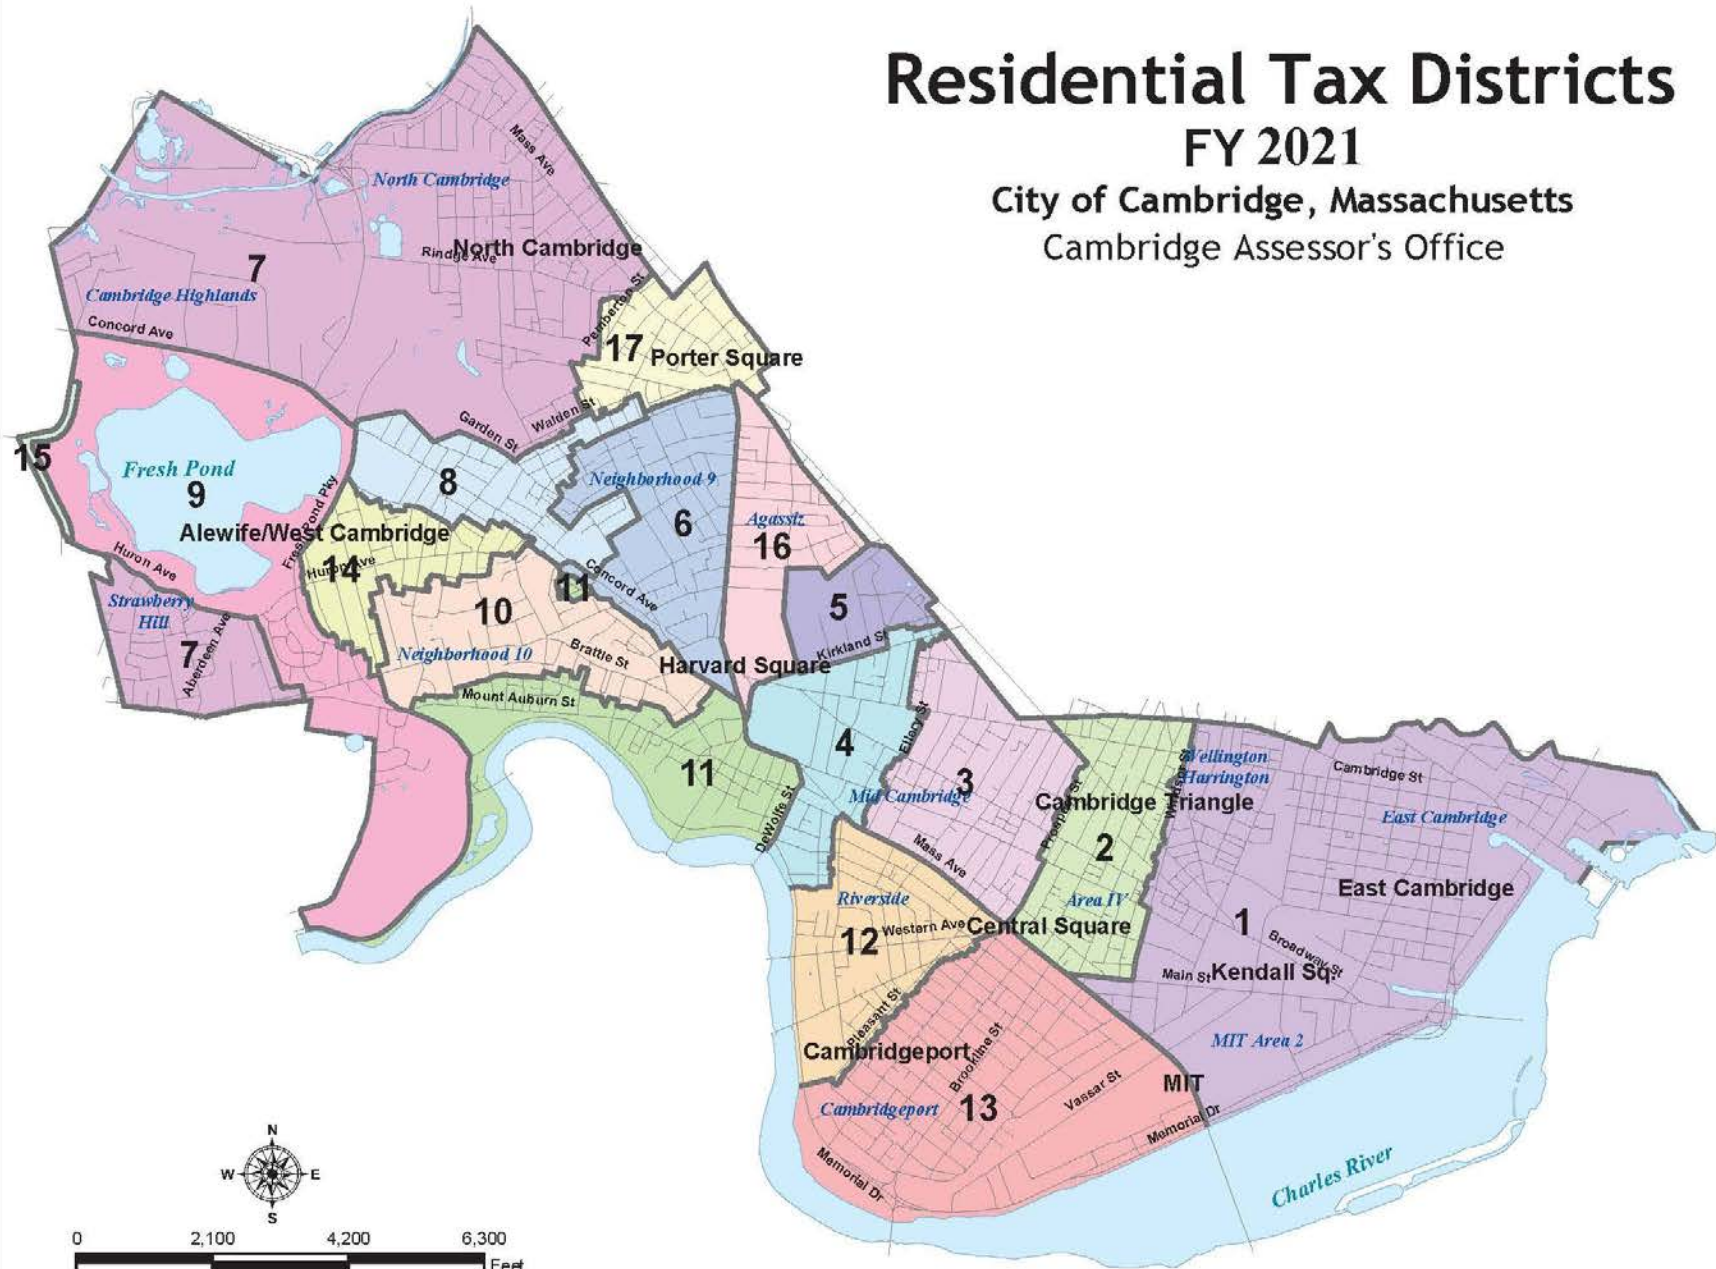 Residential Tax Districts
FY 2021
City of Cambridge, Massachusetts
Cambridge Assessor's Office
Mass Ave
North Cambridge
North Cambridge
Rindge Ave
7
Cambridge Highlands
Concord Ave
Pemberton St
17
Porter Square
Garden St
Walden St
15
Fresh Pond
9
8
Neighborhood 9
6
Agassiz
16
Fresh Pond Pky
Alewife/West Cambridge
Huron Ave
14
Huron Ave
11
Concord Ave
5
Strawberry
Hill
10
Kirkland St
7
Aberdeen Ave
Neighborhood 10
Brattle St
Harvard Square
Mount Auburn St
Ellery St
4
11
3
Mid Cambridge
DeWolfe St
Wellington
Harrington
Windsor St
Cambridge St
Prospect St
Cambridge Triangle
East Cambridge
2
Mass Ave
East Cambridge
Riverside
Area IV
12
Western Ave
Central Square
1
Broadway St
Main St
Kendall Sq.
Pleasant St
MIT Area 2
Cambridgeport
Brookline St
Vassar St
MIT
Cambridgeport
13
Memorial Dr
Memorial Dr
Charles River
N
W
E
S
0
2,100
4,200
6,300
Feet